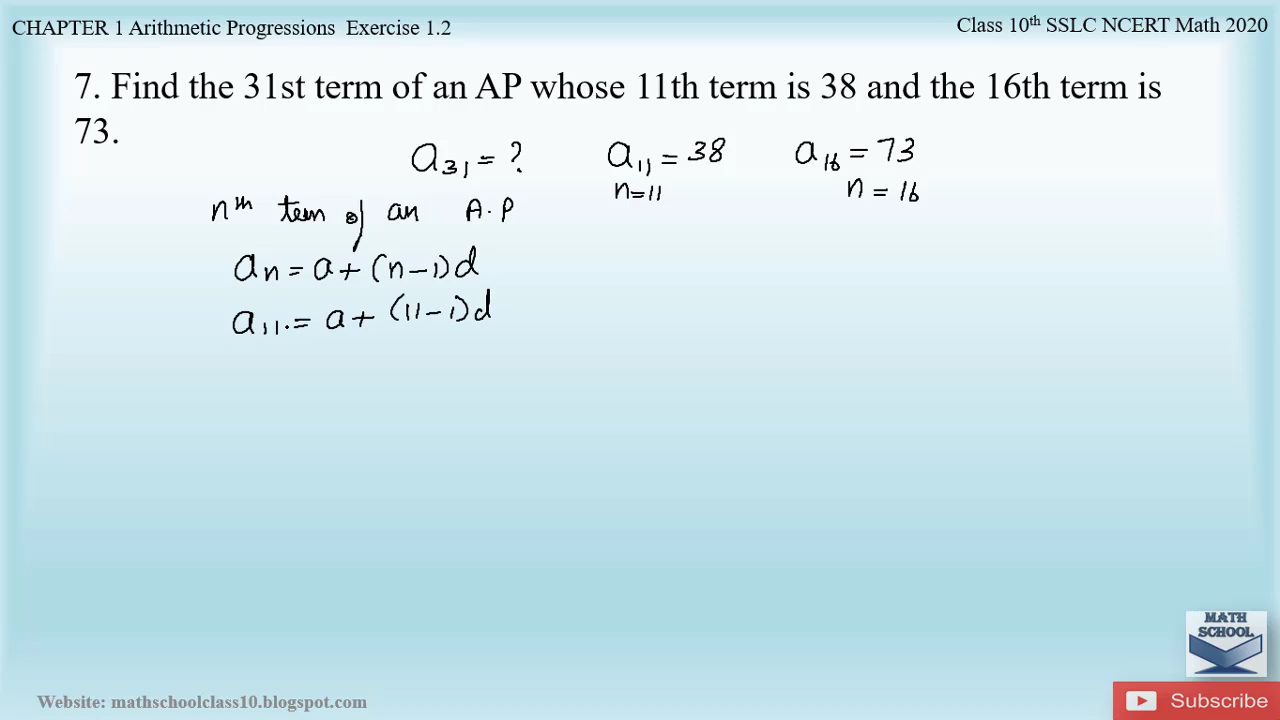 CHAPTER 1 Arithmetic Progressions Exercise 1.2
Class 10th SSLC NCERT Math 2020
7. Find the 31st term of an AP whose 11th term is 38 and the 16th term is
73.
a₃₁ = ? a₁₁ = 38 a₁₆ = 73
n=11 n = 16
nth term of an A.P
an = a + (n-1)d
a₁₁. = a + (11-1)d
MATH
SCHOOL
Website: mathschoolclass10.blogspot.com
Subscribe